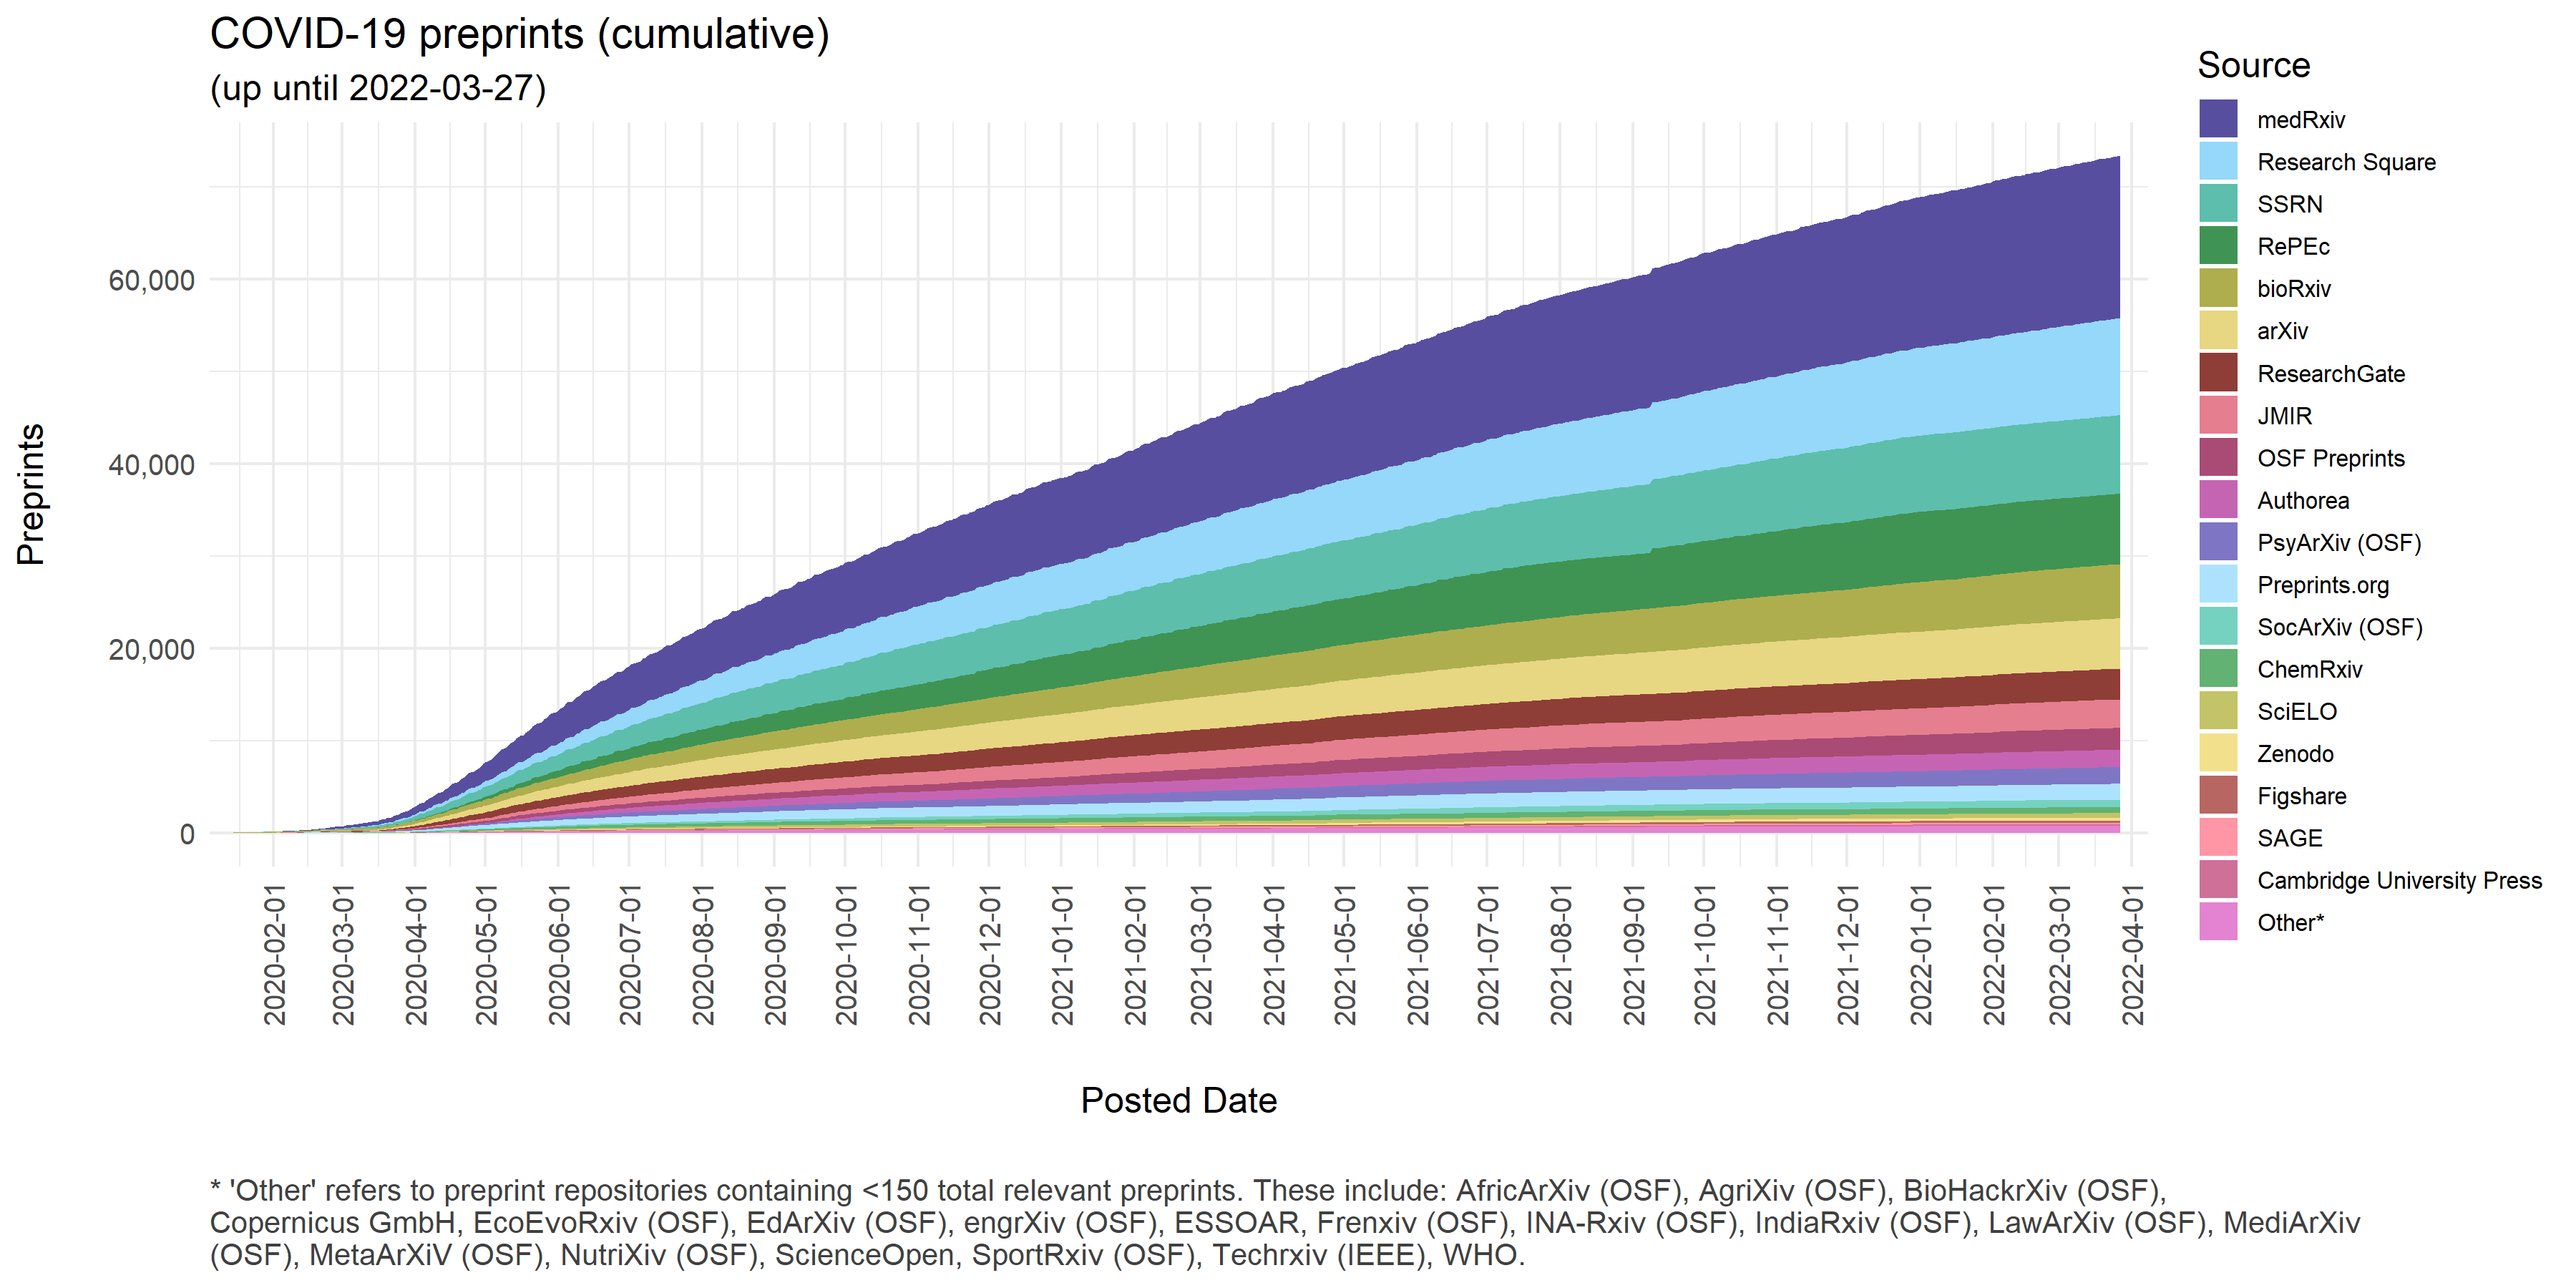 COVID-19 preprints (cumulative)
(up until 2022-03-27)
Preprints
60,000
40,000
20,000
0
2020-02-01
2020-03-01
2020-04-01
2020-05-01
2020-06-01
2020-07-01
2020-08-01
2020-09-01
2020-10-01
2020-11-01
2020-12-01
2021-01-01
2021-02-01
2021-03-01
2021-04-01
2021-05-01
2021-06-01
2021-07-01
2021-08-01
2021-09-01
2021-10-01
2021-11-01
2021-12-01
2022-01-01
2022-02-01
2022-03-01
2022-04-01
Posted Date
Source
medRxiv
Research Square
SSRN
RePEc
bioRxiv
arXiv
ResearchGate
JMIR
OSF Preprints
Authorea
PsyArXiv (OSF)
Preprints.org
SocArXiv (OSF)
ChemRxiv
SciELO
Zenodo
Figshare
SAGE
Cambridge University Press
Other*
* 'Other' refers to preprint repositories containing <150 total relevant preprints. These include: AfricArXiv (OSF), AgriXiv (OSF), BioHackrXiv (OSF),
Copernicus GmbH, EcoEvoRxiv (OSF), EdArXiv (OSF), engrXiv (OSF), ESSOAR, Frenxiv (OSF), INA-Rxiv (OSF), IndiaRxiv (OSF), LawArXiv (OSF), MediArXiv
(OSF), MetaArXiV (OSF), NutriXiv (OSF), ScienceOpen, SportRxiv (OSF), Techrxiv (IEEE), WHO.